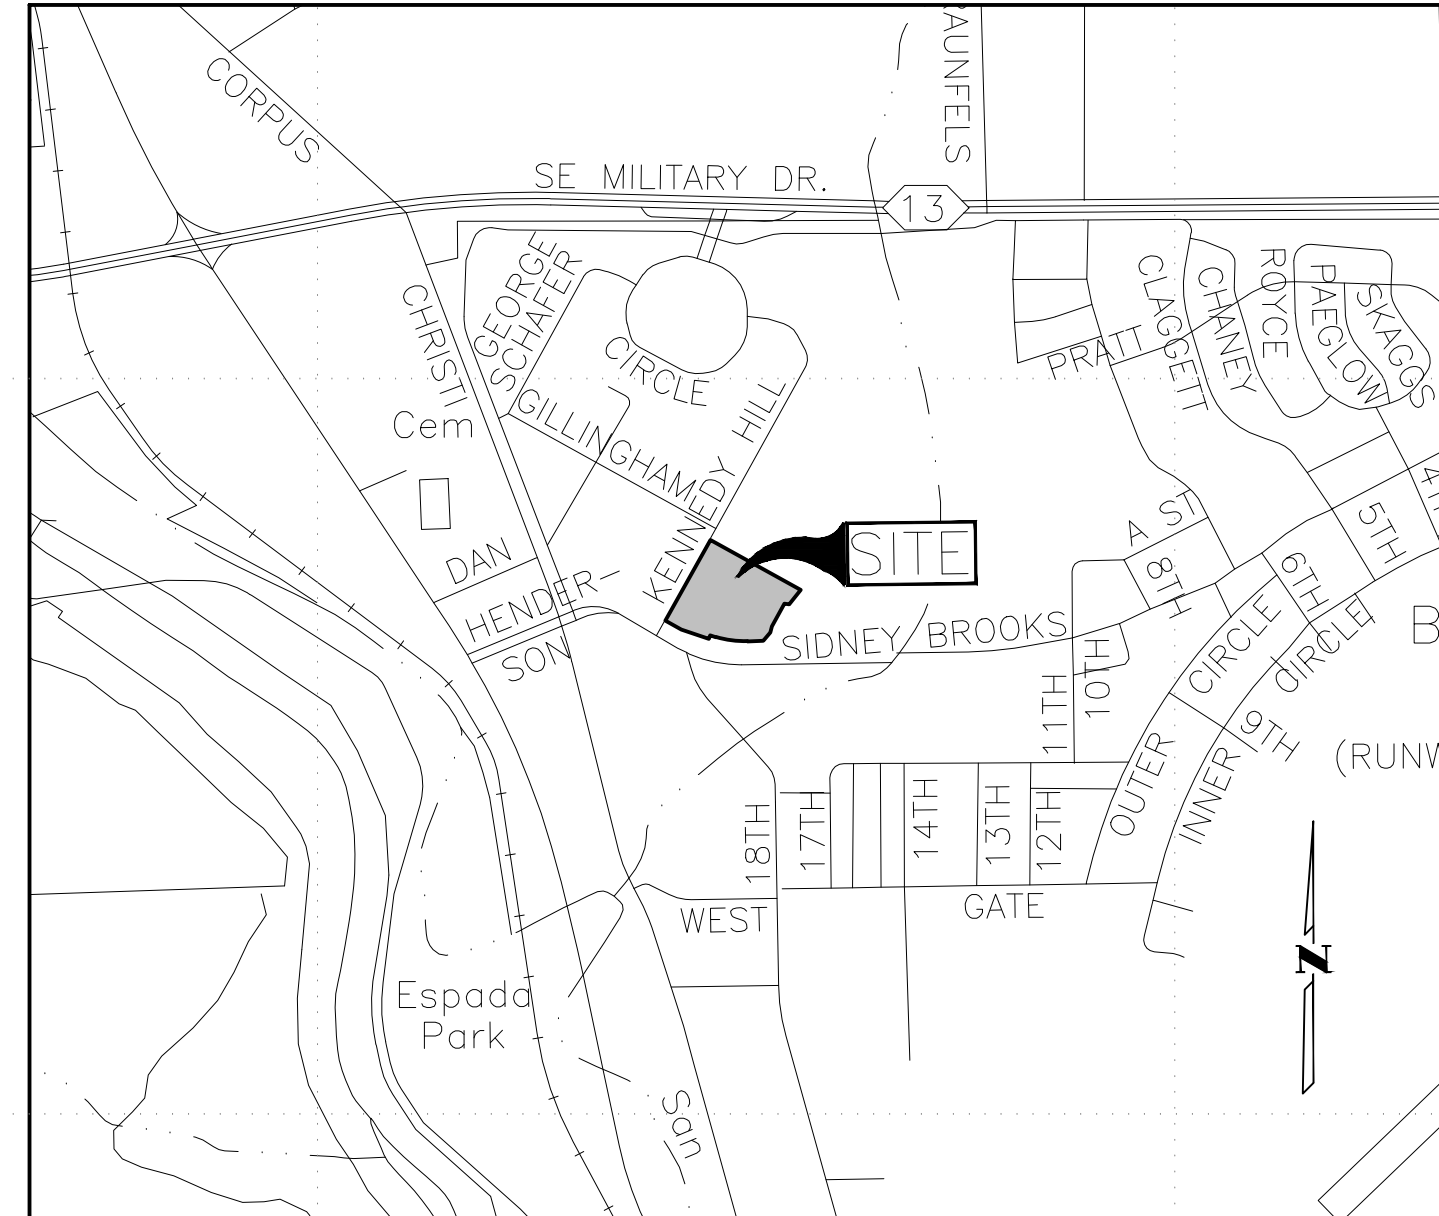 CORPUS
RAUNFELS
SE MILITARY DR.
13
GEORGE
SCHAFER
CHRISTI
CIRCLE
GILLINGHAM
KENNEDY HILL
Cem
PRATT
CLAGGETT
CHANEY
ROYCE
PAEGLOW
SKAGGS
4TH
5TH
6TH
A ST
8TH
SITE
DAN
HENDER-
SON
SIDNEY BROOKS
11TH
10TH
CIRCLE
CIRCLE
9TH
OUTER
INNER
B
(RUNW
18TH
17TH
14TH
13TH
12TH
WEST
GATE
N
Espada
Park
San